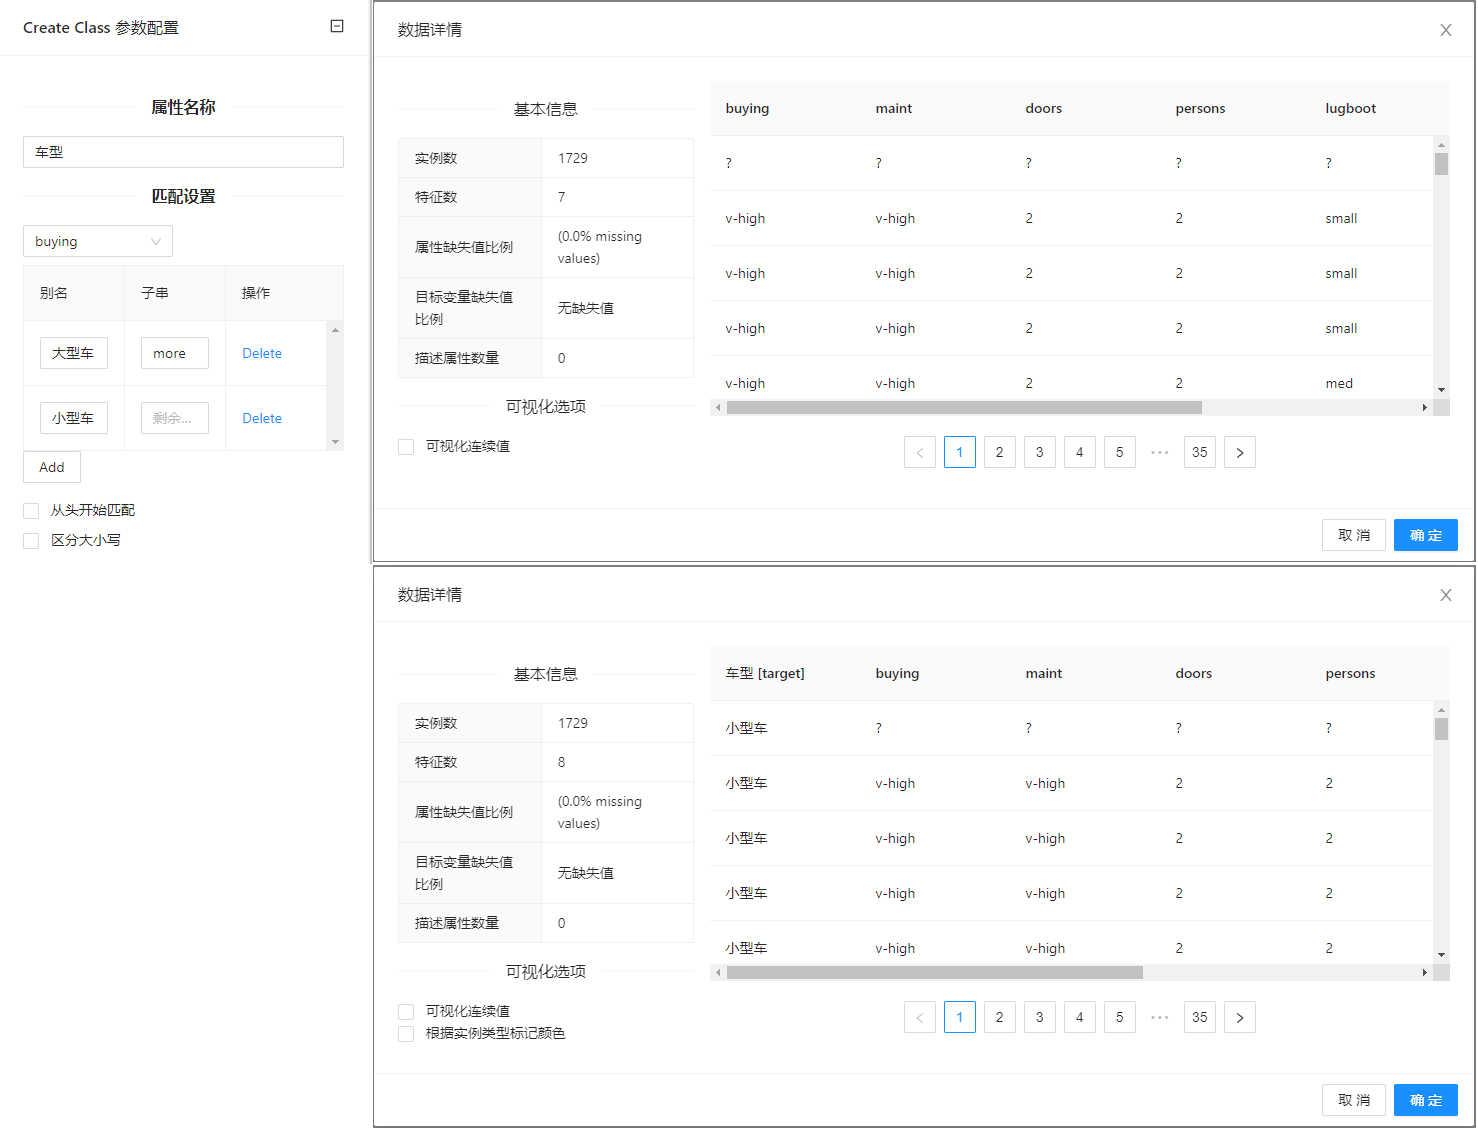 Create Class 参数配置
属性名称
车型
匹配设置
buying
别名 子串 操作
大型车 more Delete
小型车 剩余... Delete
Add
从头开始匹配
区分大小写
数据详情
基本信息
实例数 1729
特征数 7
属性缺失值比例 (0.0% missing
values)
目标变量缺失值
比例
无缺失值
描述属性数量 0
可视化选项
可视化连续值
buying maint doors persons lugboot
? ? ? ? ?
v-high v-high 2 2 small
v-high v-high 2 2 small
v-high v-high 2 2 small
v-high v-high 2 2 med
< 1 2 3 4 5 ••• 35 >
取 消 确 定
数据详情
基本信息
实例数 1729
特征数 8
属性缺失值比例 (0.0% missing
values)
目标变量缺失值
比例
无缺失值
描述属性数量 0
可视化选项
可视化连续值
根据实例类型标记颜色
车型 [target] buying maint doors persons
小型车 ? ? ? ?
小型车 v-high v-high 2 2
小型车 v-high v-high 2 2
小型车 v-high v-high 2 2
小型车 v-high v-high 2 2
< 1 2 3 4 5 ••• 35 >
取 消 确 定